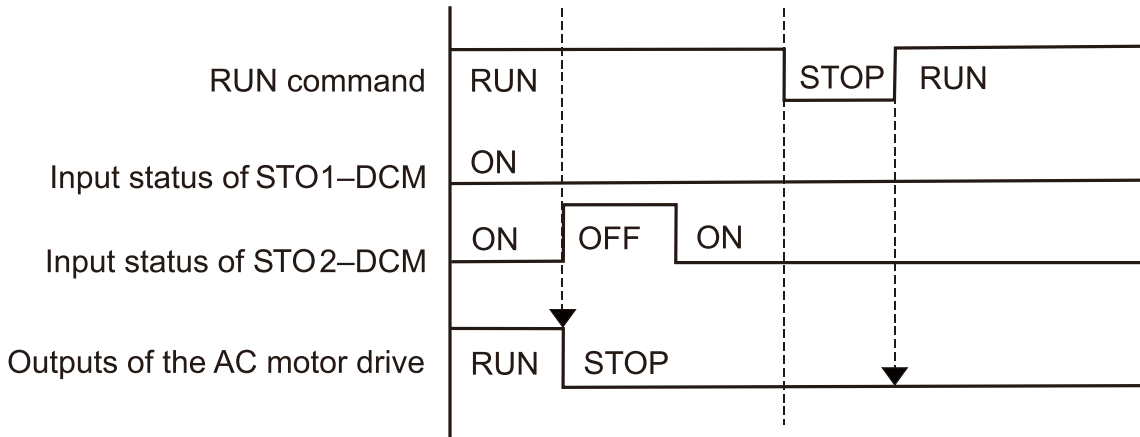 RUN command RUN STOP RUN
Input status of STO1–DCM ON
Input status of STO2–DCM ON OFF ON
Outputs of the AC motor drive RUN STOP